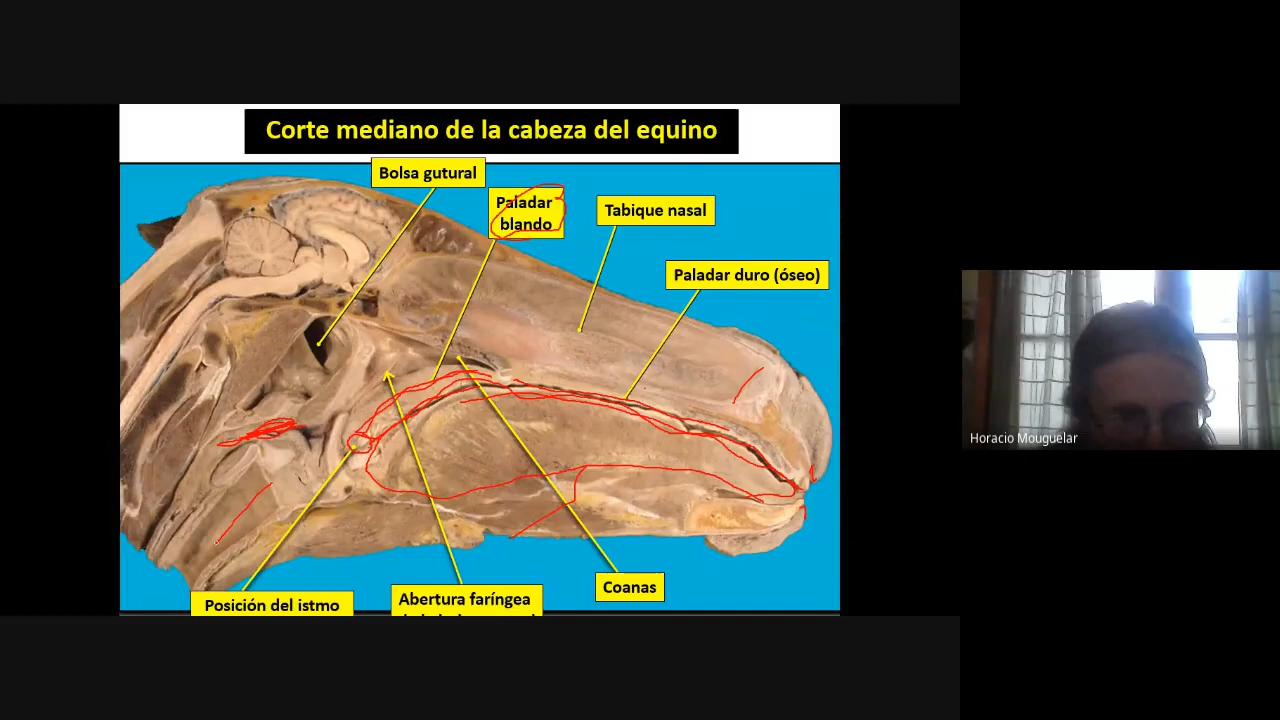 Corte mediano de la cabeza del equino
Bolsa gutural
Paladar
blando
Tabique nasal
Paladar duro (óseo)
Posición del istmo
Abertura faríngea
Coanas
Horacio Mouguelar